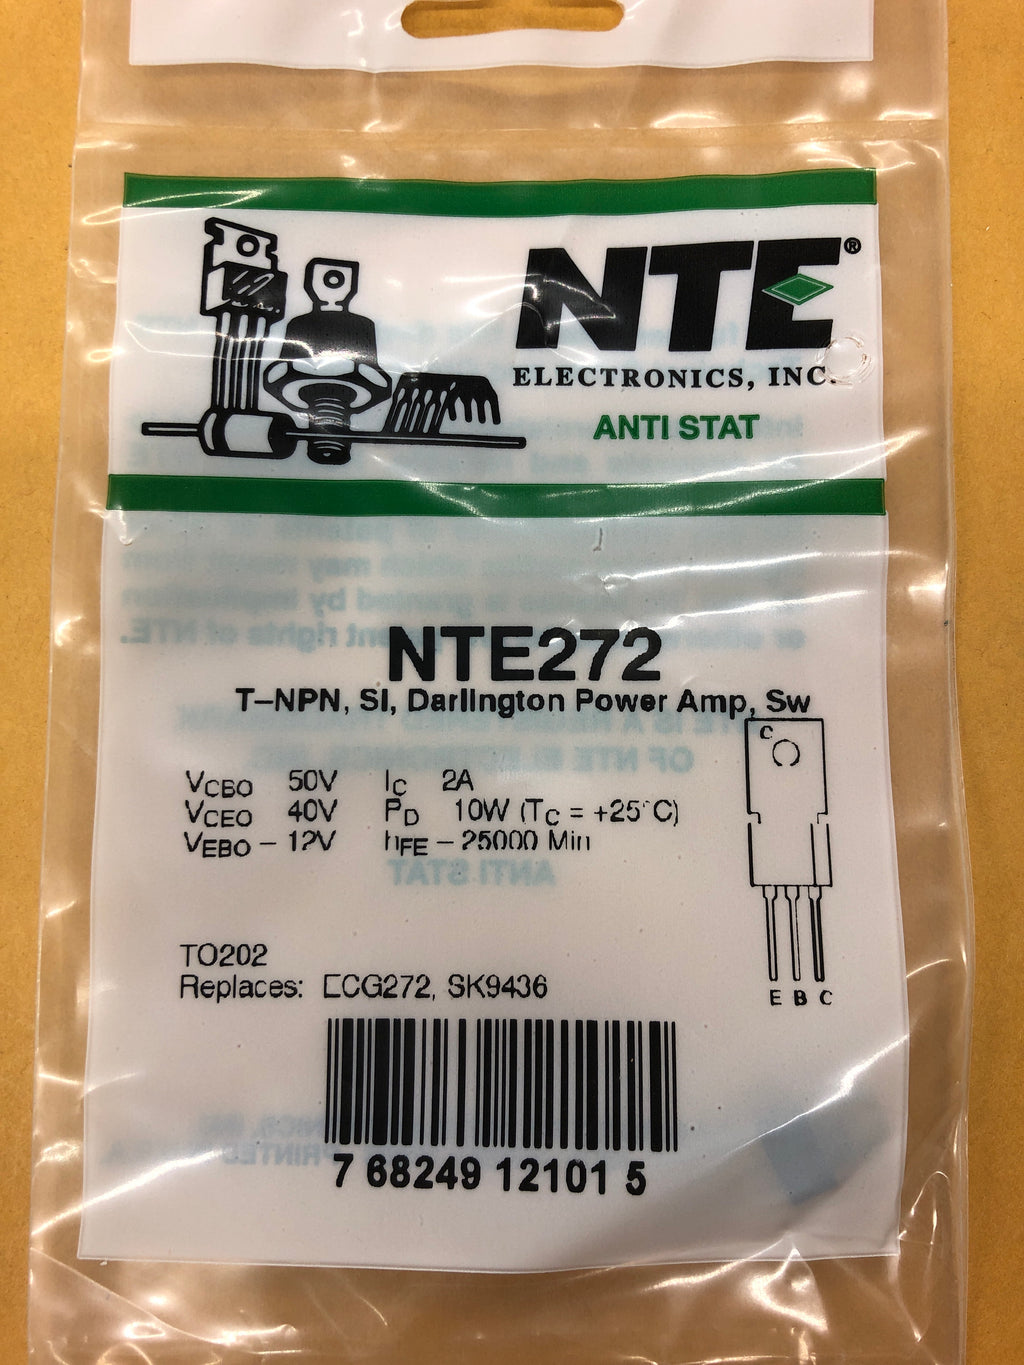 NTE®
ELECTRONICS, INC.
ANTI STAT
NTE272
T–NPN, SI, Darlington Power Amp, Sw
VCBO 50V IC 2A
VCEO 40V PD 10W (TC = +25°C)
VEBO – 12V hFE – 25000 Min
C
E B C
TO202
Replaces: ECG272, SK9436
7 68249 12101 5